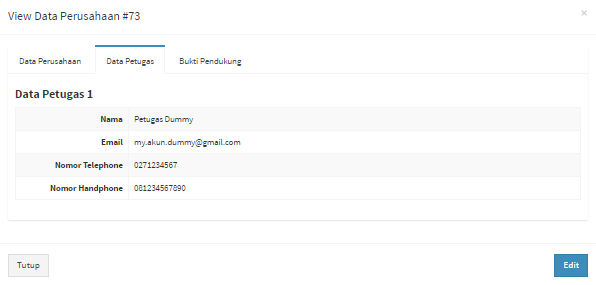 View Data Perusahaan #73
×
Data Perusahaan Data Petugas Bukti Pendukung
Data Petugas 1
Nama Petugas Dummy
Email my.akun.dummy@gmail.com
Nomor Telephone 0271234567
Nomor Handphone 081234567890
Tutup Edit